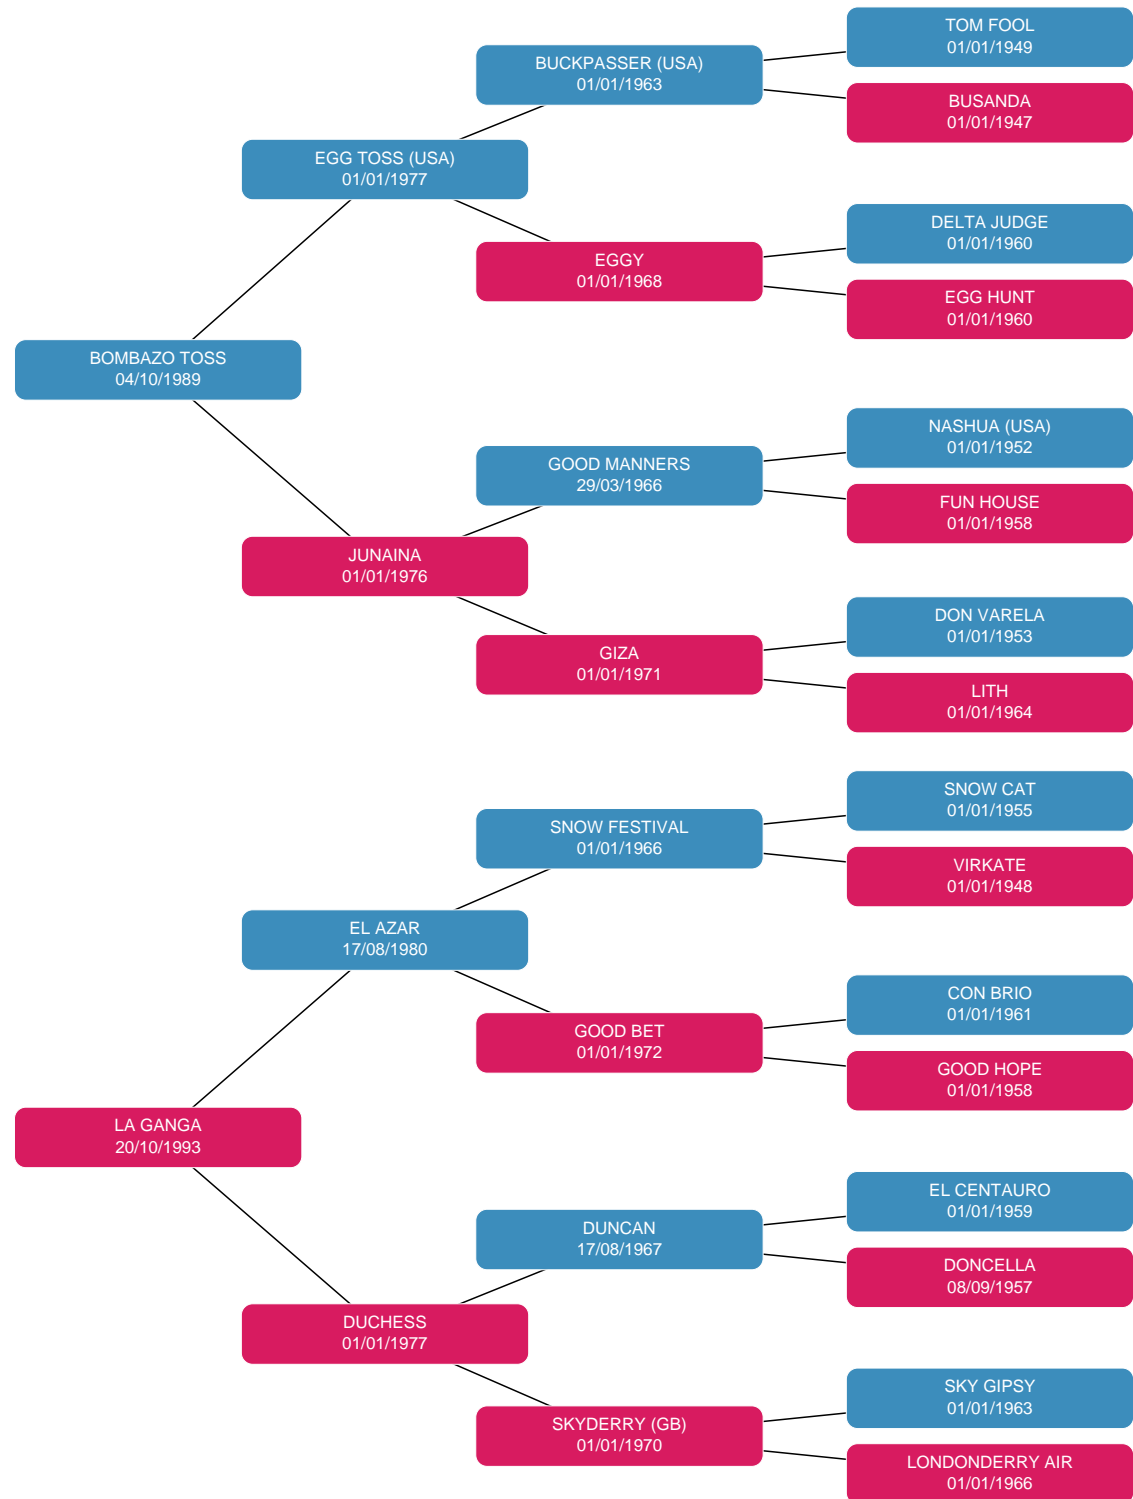 TOM FOOL
01/01/1949
BUCKPASSER (USA)
01/01/1963
BUSANDA
01/01/1947
EGG TOSS (USA)
01/01/1977
DELTA JUDGE
01/01/1960
EGGY
01/01/1968
EGG HUNT
01/01/1960
BOMBAZO TOSS
04/10/1989
NASHUA (USA)
01/01/1952
GOOD MANNERS
29/03/1966
FUN HOUSE
01/01/1958
JUNAINA
01/01/1976
DON VARELA
01/01/1953
GIZA
01/01/1971
LITH
01/01/1964
SNOW CAT
01/01/1955
SNOW FESTIVAL
01/01/1966
VIRKATE
01/01/1948
EL AZAR
17/08/1980
CON BRIO
01/01/1961
GOOD BET
01/01/1972
GOOD HOPE
01/01/1958
LA GANGA
20/10/1993
EL CENTAURO
01/01/1959
DUNCAN
17/08/1967
DONCELLA
08/09/1957
DUCHESS
01/01/1977
SKY GIPSY
01/01/1963
SKYDERRY (GB)
01/01/1970
LONDONDERRY AIR
01/01/1966